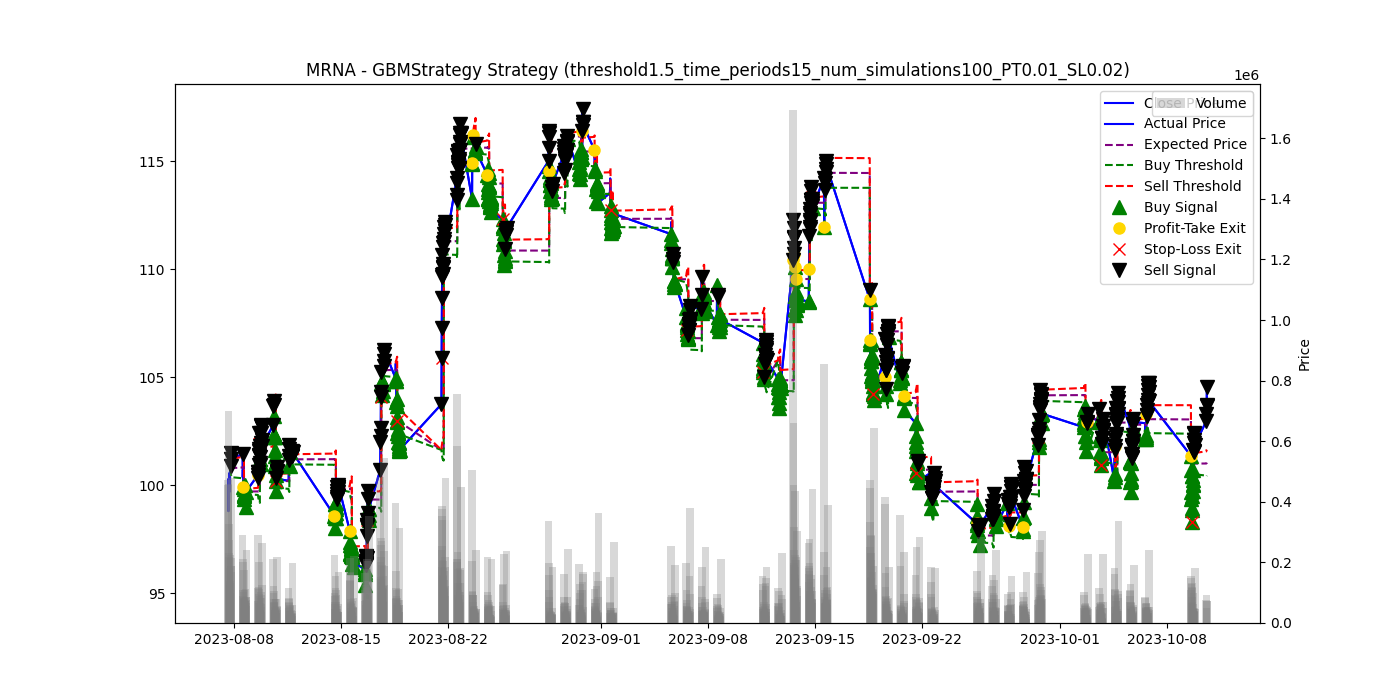 MRNA - GBMStrategy Strategy (threshold1.5_time_periods15_num_simulations100_PT0.01_SL0.02)
1e6
115
110
105
100
95
1.6
1.4
1.2
1.0
0.8
0.6
0.4
0.2
0.0
Price
Volume
Actual Price
Expected Price
Buy Threshold
Sell Threshold
Buy Signal
Profit-Take Exit
Stop-Loss Exit
Sell Signal
2023-08-08
2023-08-15
2023-08-22
2023-09-01
2023-09-08
2023-09-15
2023-09-22
2023-10-01
2023-10-08